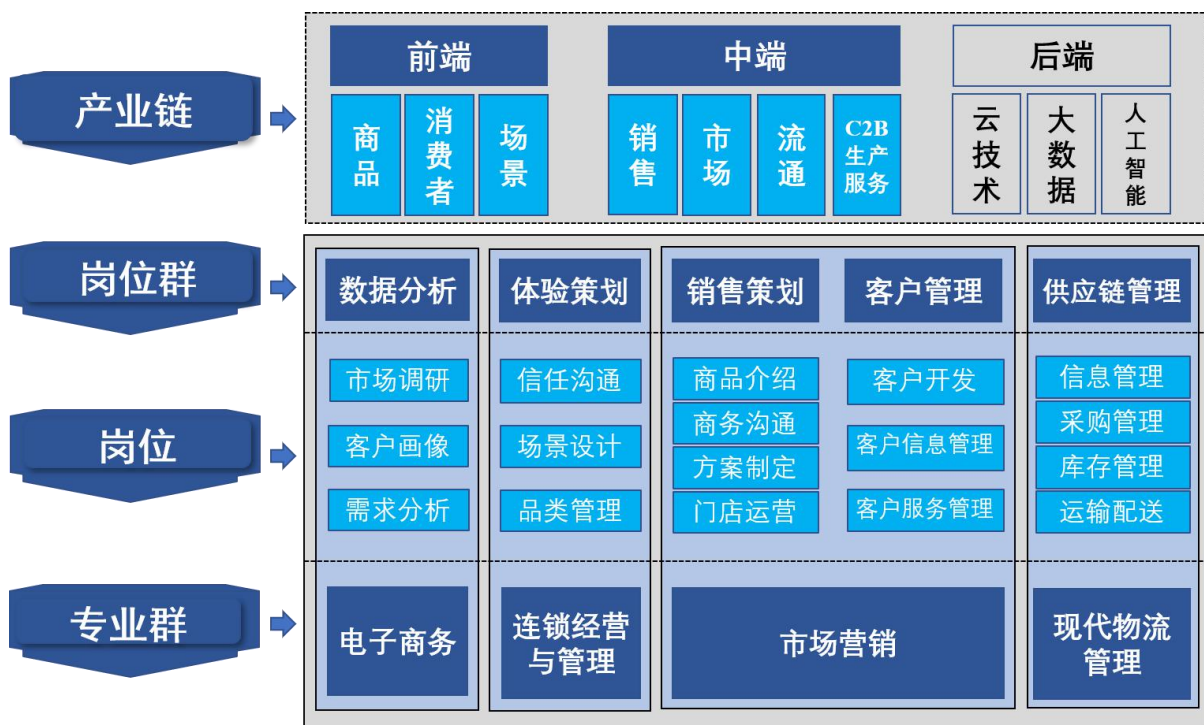 产业链
前端
中端
后端
商品
消费者
场景
销售
市场
流通
C2B
生产
服务
云技术
大数据
人工智能
岗位群
数据分析
体验策划
销售策划
客户管理
供应链管理
岗位
市场调研
客户画像
需求分析
信任沟通
场景设计
品类管理
商品介绍
商务沟通
方案制定
门店运营
客户开发
客户信息管理
客户服务管理
信息管理
采购管理
库存管理
运输配送
专业群
电子商务
连锁经营
与管理
市场营销
现代物流
管理